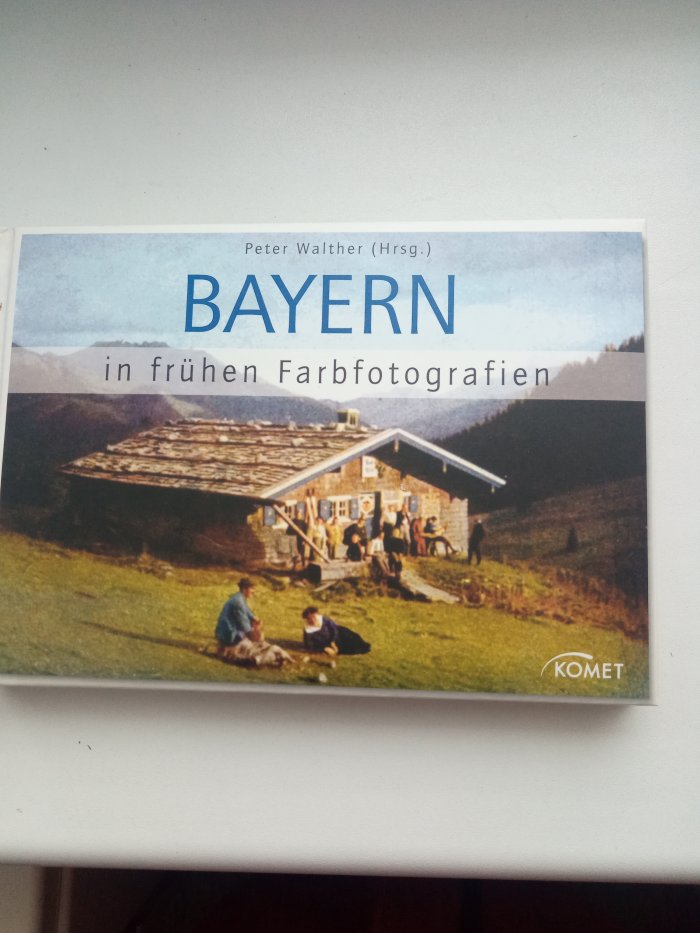 Peter Walther (Hrsg.)
BAYERN
in frühen Farbfotografien
KOMET